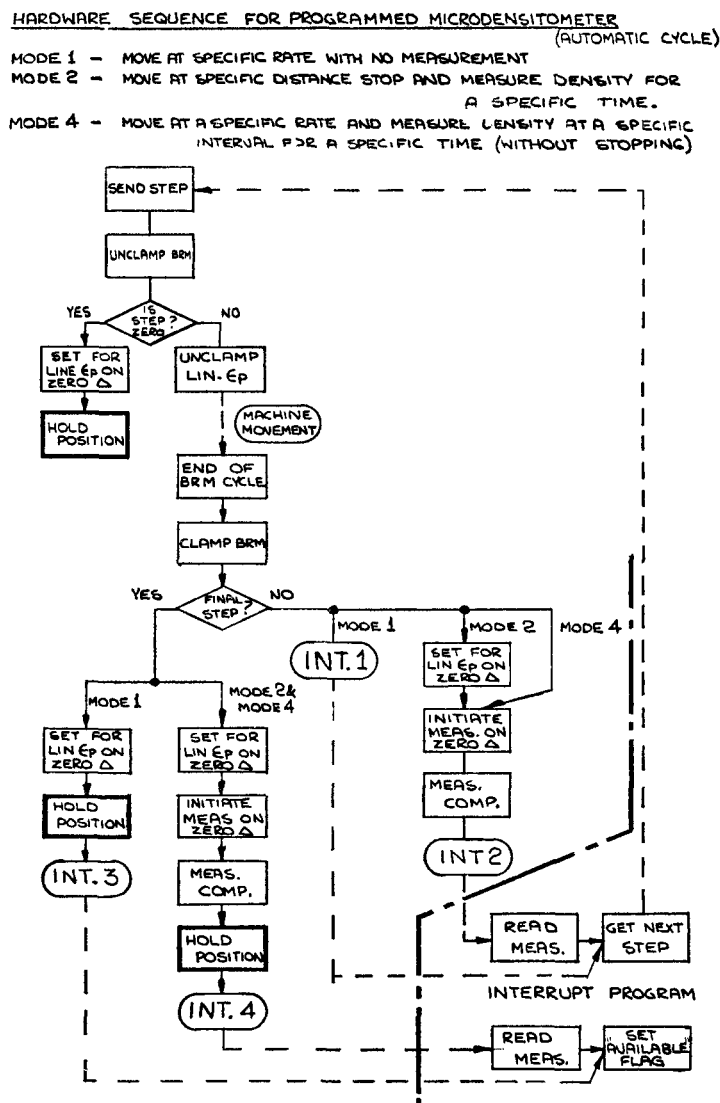 HARDWARE SEQUENCE FOR PROGRAMMED MICRODENSITOMETER
(AUTOMATIC CYCLE)
MODE 1 - MOVE AT SPECIFIC RATE WITH NO MEASUREMENT
MODE 2 - MOVE AT SPECIFIC DISTANCE STOP AND MEASURE DENSITY FOR
A SPECIFIC TIME.
MODE 4 - MOVE AT A SPECIFIC RATE AND MEASURE DENSITY AT A SPECIFIC
INTERVAL FOR A SPECIFIC TIME (WITHOUT STOPPING)
SEND STEP
UNCLAMP BRM
YES
IS
STEP?
ZERO
NO
SET FOR
LINE Ep ON
ZERO Δ
UNCLAMP
LIN-Ep
HOLD
POSITION
MACHINE
MOVEMENT
END OF
BRM CYCLE
CLAMP BRM
YES
FINAL
STEP?
NO
MODE 1
MODE 2
MODE 4
INT.1
SET FOR
LIN Ep ON
ZERO Δ
INITIATE
MEAS. ON
ZERO Δ
MEAS.
COMP.
INT2
MODE 1
MODE 2&
MODE 4
SET FOR
LIN Ep ON
ZERO Δ
SET FOR
LIN Ep ON
ZERO Δ
HOLD
POSITION
INITIATE
MEAS ON
ZERO Δ
INT. 3
MEAS.
COMP.
HOLD
POSITION
INT. 4
READ
MEAS.
GET NEXT
STEP
INTERRUPT PROGRAM
READ
MEAS.
"SET
AVAILABLE"
FLAG